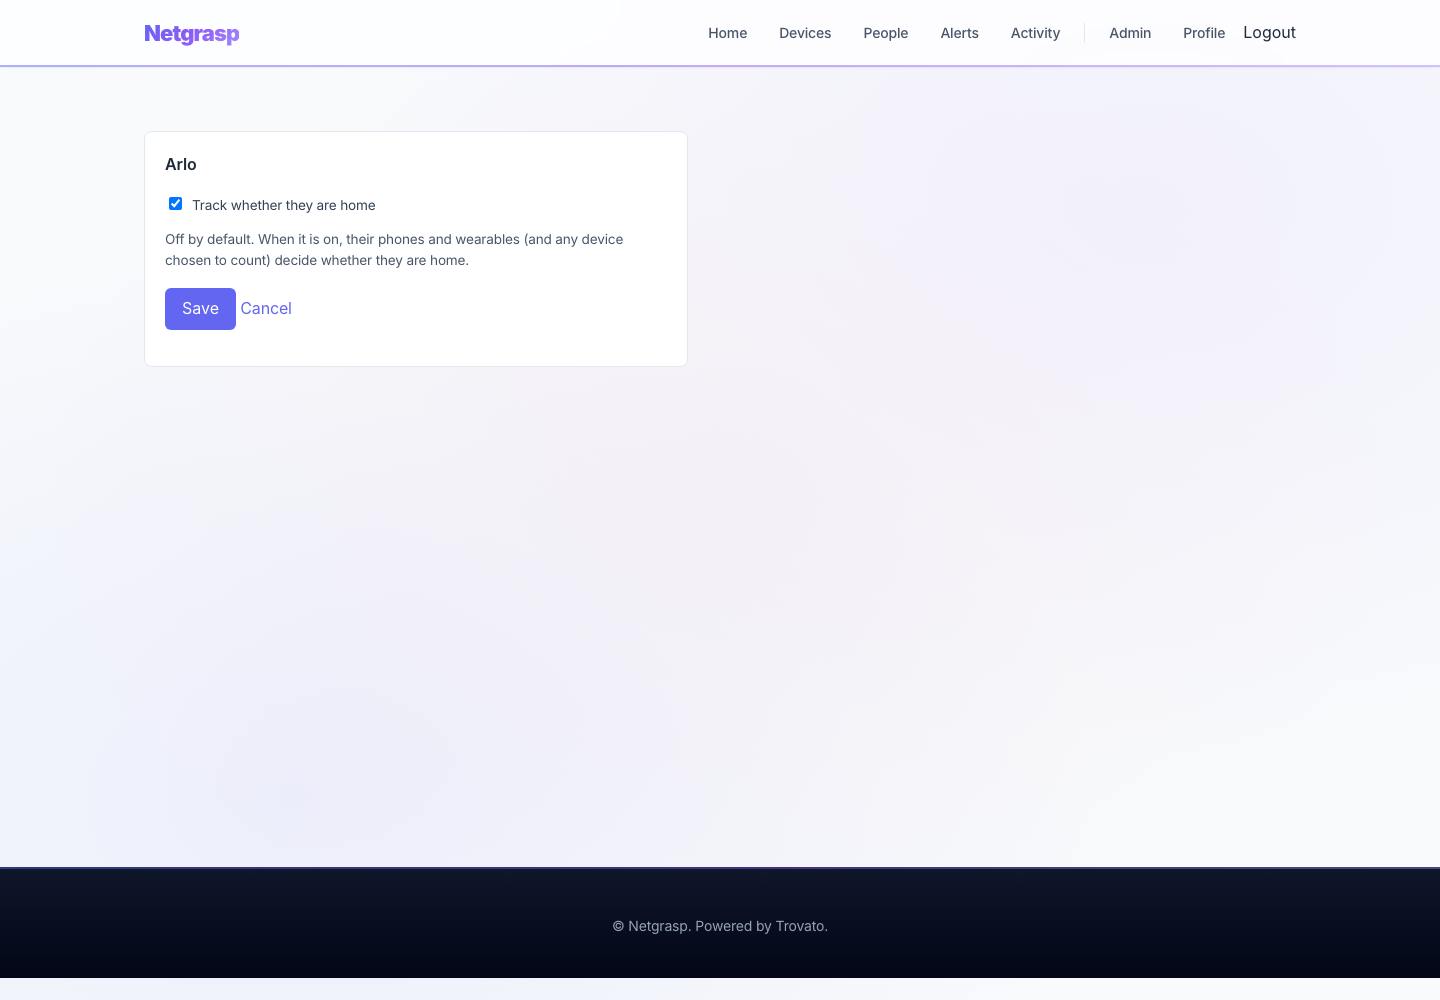 Netgrasp
Home Devices People Alerts Activity Admin Profile Logout
Arlo
Track whether they are home
Off by default. When it is on, their phones and wearables (and any device
chosen to count) decide whether they are home.
Save Cancel
© Netgrasp. Powered by Trovato.